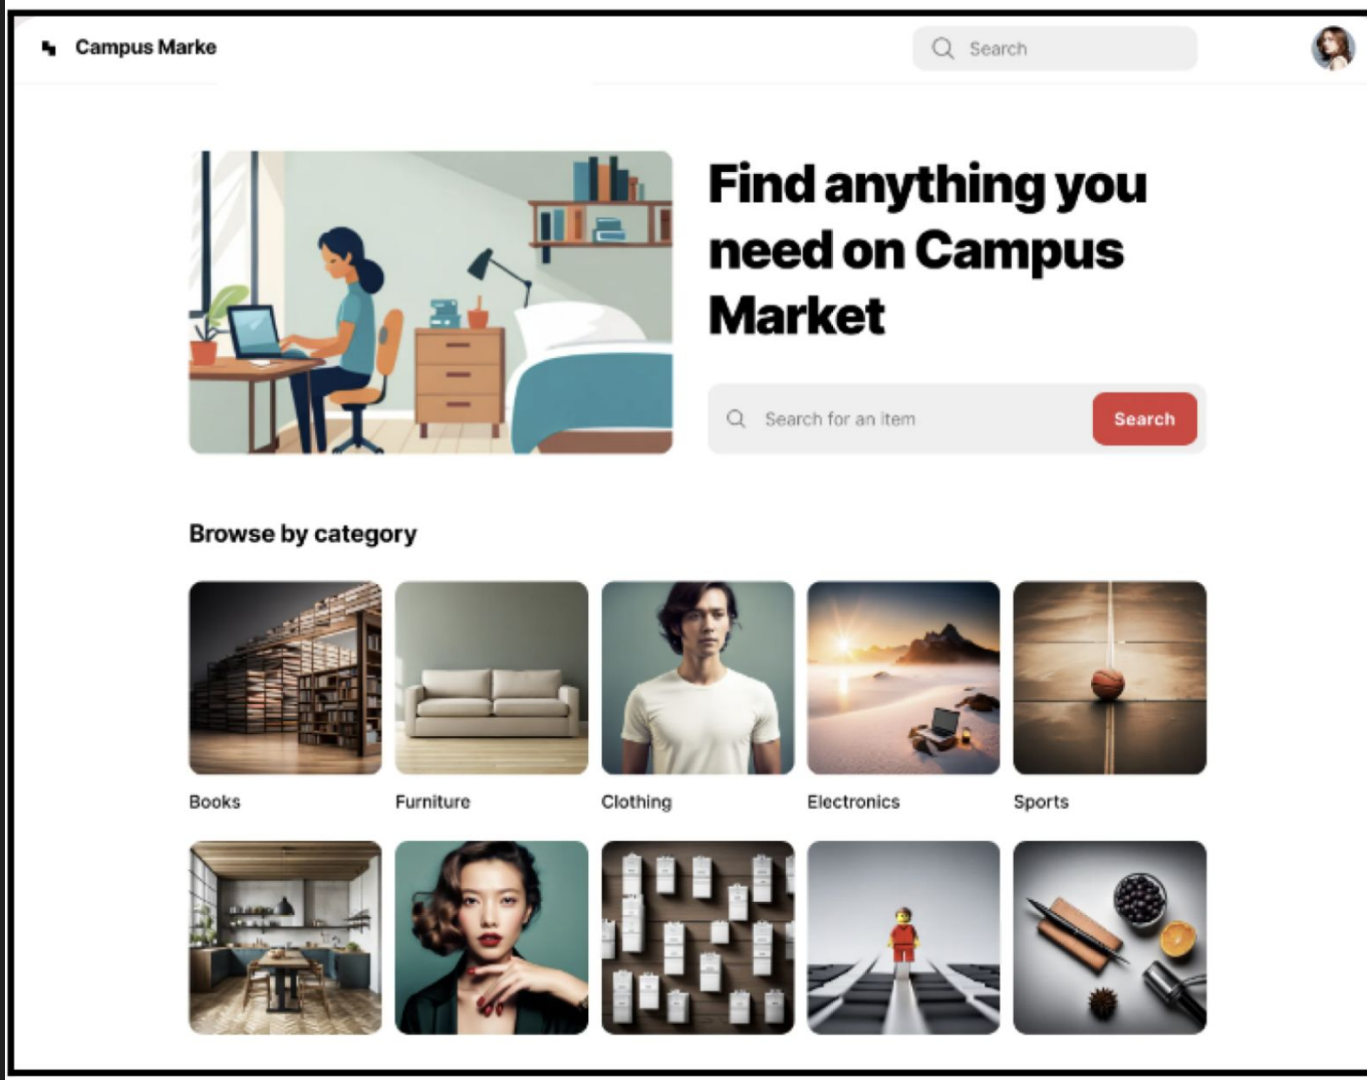 Campus Marke
Search
Find anything you
need on Campus
Market
Search for an item
Search
Browse by category
Books
Furniture
Clothing
Electronics
Sports